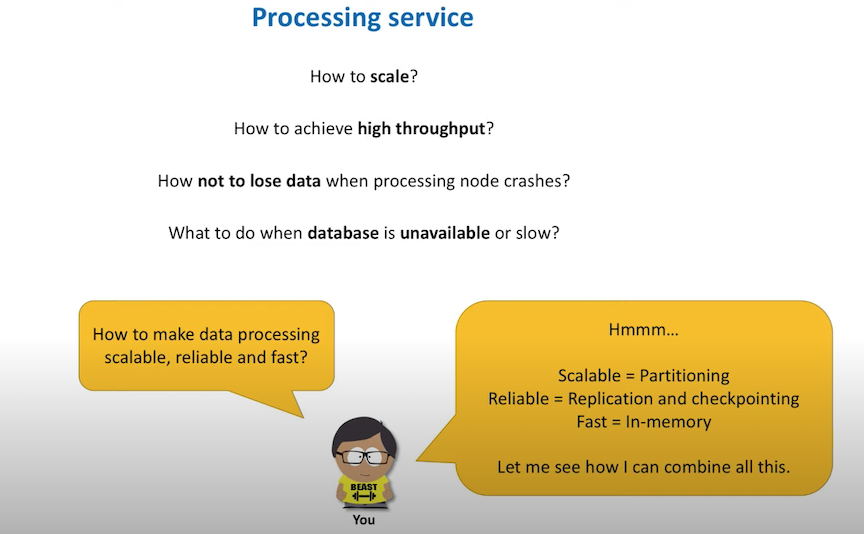 Processing service
How to scale?
How to achieve high throughput?
How not to lose data when processing node crashes?
What to do when database is unavailable or slow?
How to make data processing
scalable, reliable and fast?
Hmmm...
Scalable = Partitioning
Reliable = Replication and checkpointing
Fast = In-memory
Let me see how I can combine all this.
BEAST
You